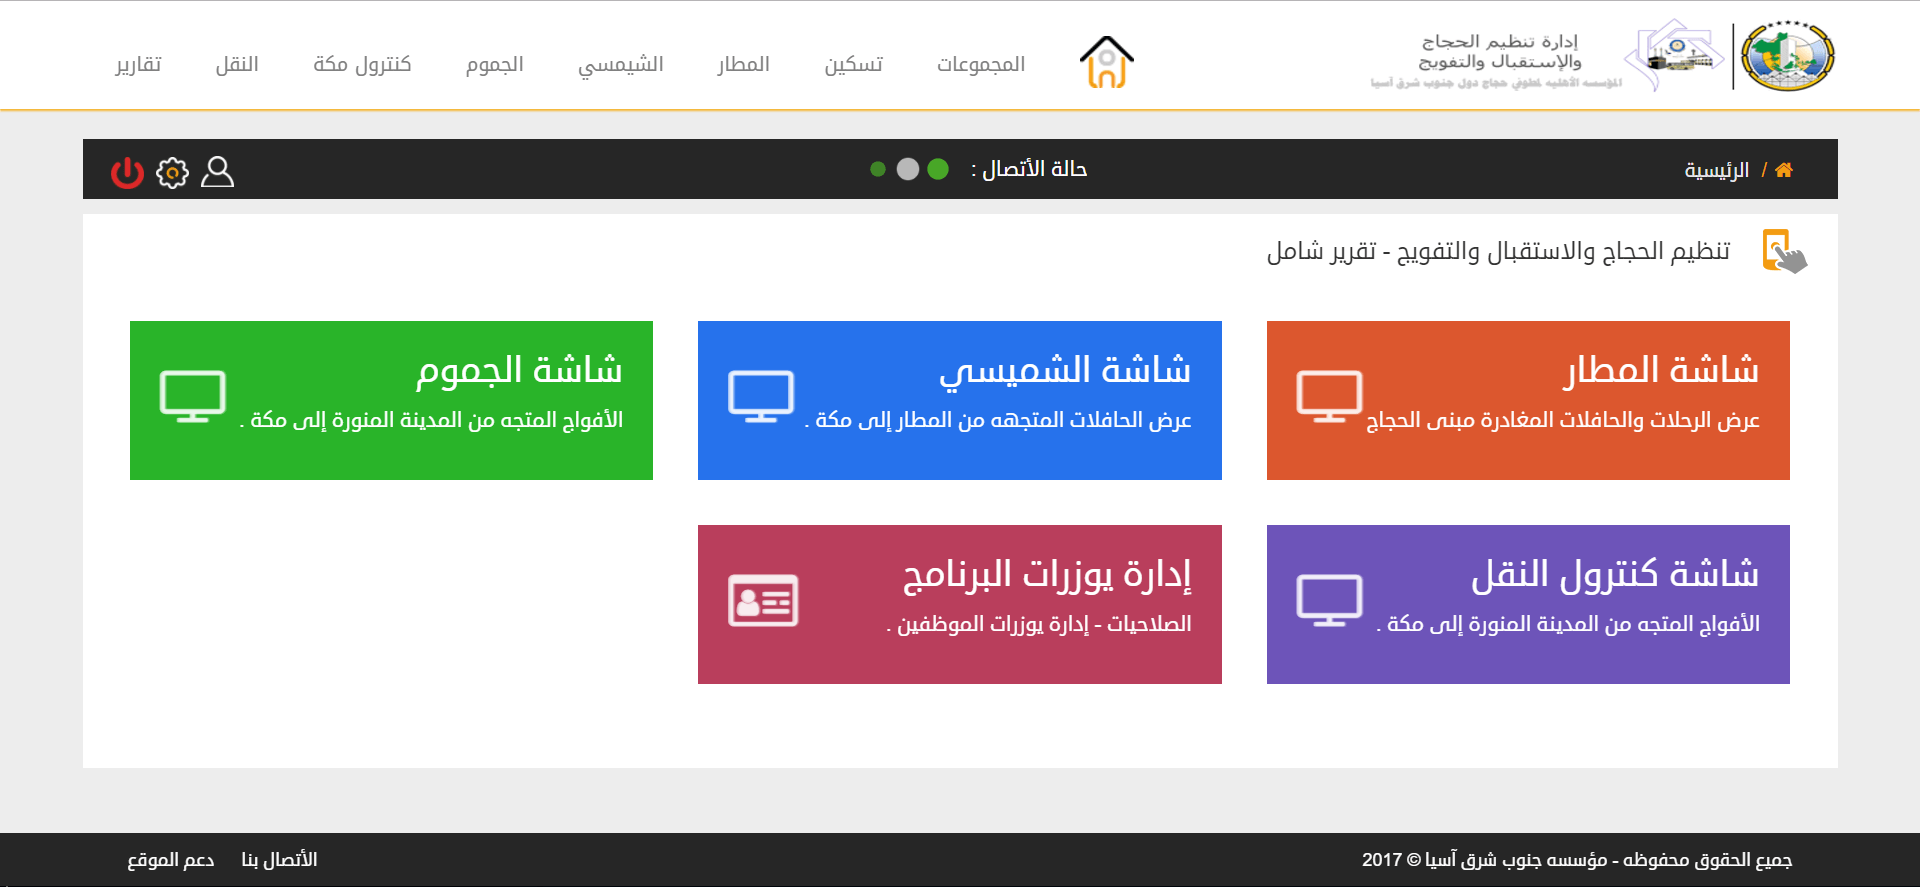 إدارة تنظيم الحجاج
والإستقبال والتفويج
المؤسسه الأهليه لمطوفي حجاج دول جنوب شرق آسيا
المجموعات
تسكين
المطار
الشيمسي
الجموم
كنترول مكة
النقل
تقارير
/ الرئيسية
حالة الأتصال :
تنظيم الحجاج والاستقبال والتفويج - تقرير شامل
شاشة المطار
عرض الرحلات والحافلات المغادرة مبنى الحجاج
شاشة الشميسي
عرض الحافلات المتجهه من المطار إلى مكة .
شاشة الجموم
الأفواج المتجه من المدينة المنورة إلى مكة .
شاشة كنترول النقل
الأفواج المتجه من المدينة المنورة إلى مكة .
إدارة يوزرات البرنامج
الصلاحيات - إدارة يوزرات الموظفين .
جميع الحقوق محفوظه - مؤسسه جنوب شرق آسيا © 2017
الأتصال بنا
دعم الموقع